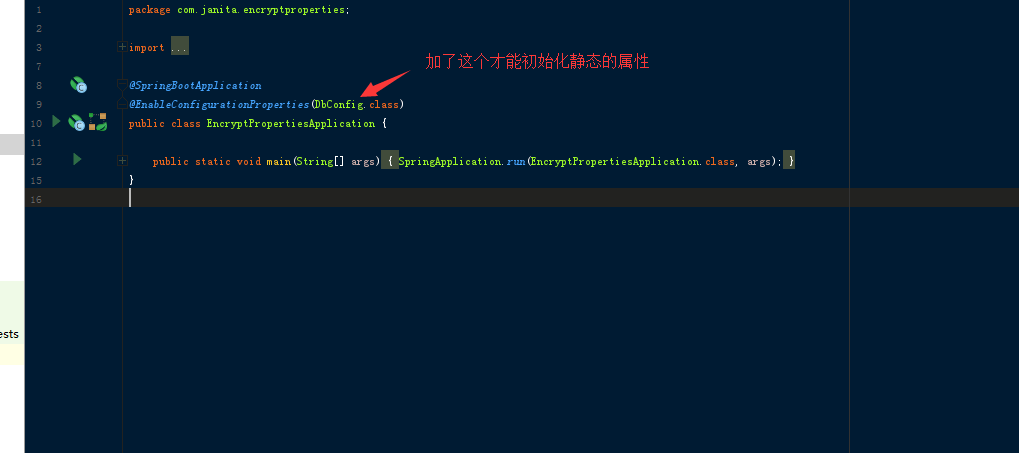 1 package com.janita.encryptproperties;
2
3 import ...
7
加了这个才能初始化静态的属性
8 @SpringBootApplication
9 @EnableConfigurationProperties(DbConfig.class)
10 public class EncryptPropertiesApplication {
11
12 public static void main(String[] args) { SpringApplication.run(EncryptPropertiesApplication.class, args); }
15 }
16
ests